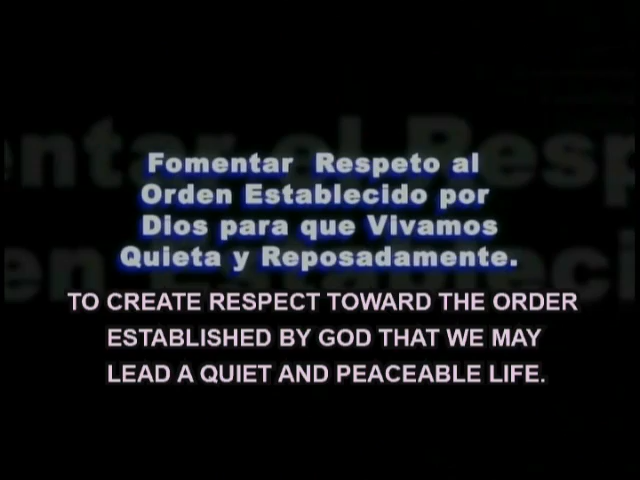 Fomentar Respeto al
Orden Establecido por
Dios para que Vivamos
Quieta y Reposadamente.
TO CREATE RESPECT TOWARD THE ORDER
ESTABLISHED BY GOD THAT WE MAY
LEAD A QUIET AND PEACEABLE LIFE.